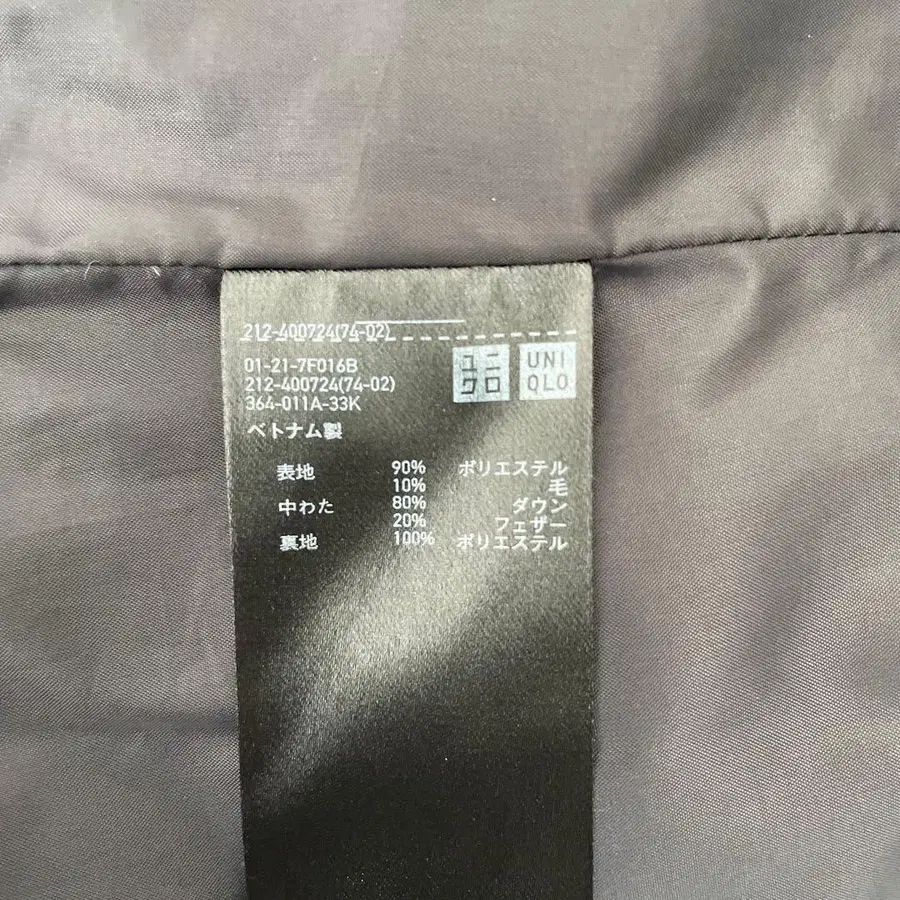 212-400724(74-02)
01-21-7F016B
212-400724(74-02)
364-011A-33K
ユニ
クロ
UNI
QLO
ベトナム製
表地 90% ポリエステル
10% 毛
中わた 80% ダウン
20% フェザー
裏地 100% ポリエステル